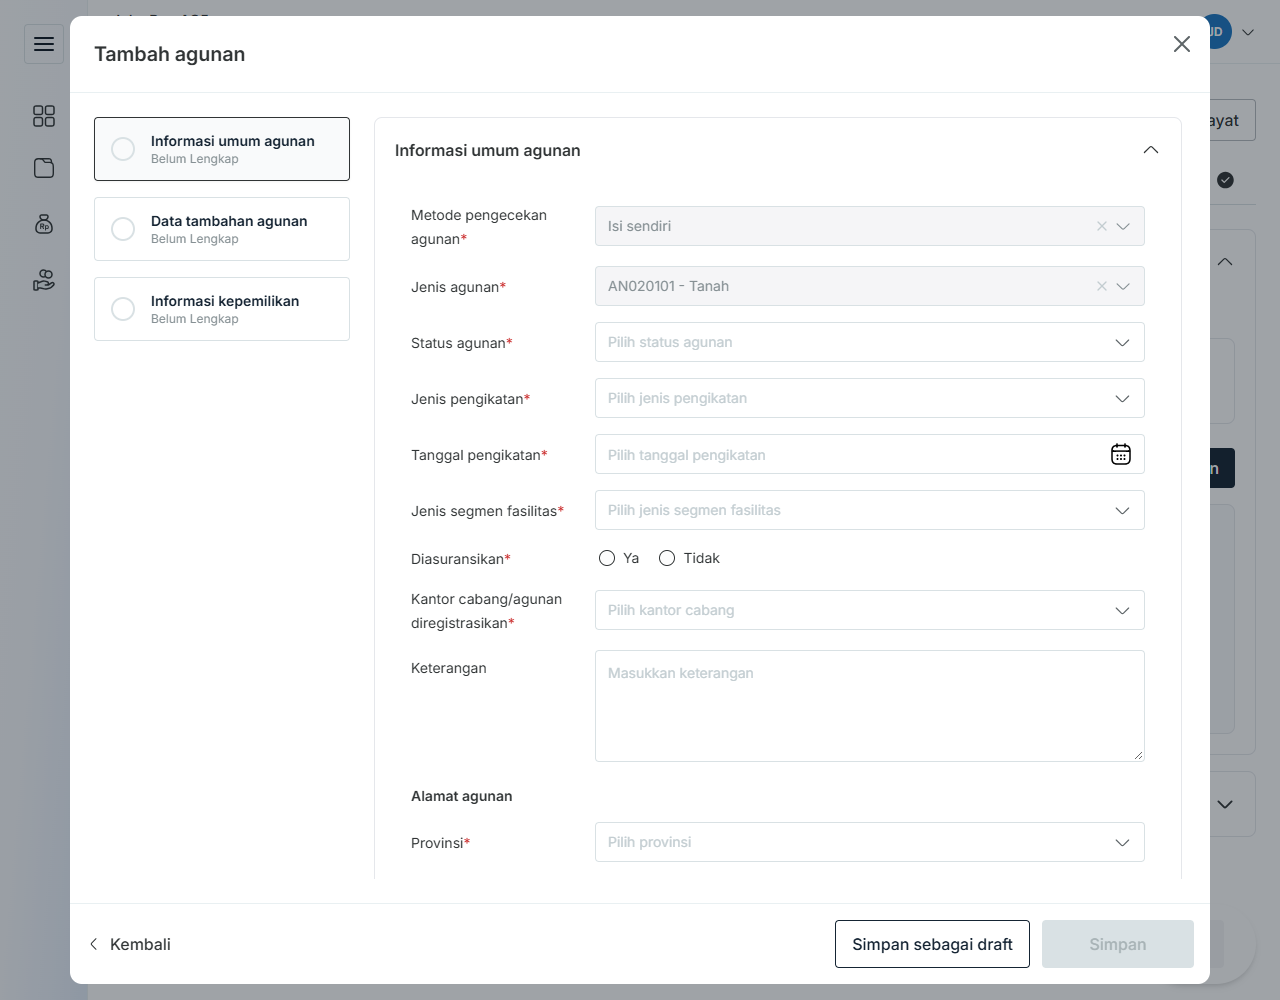 Tambah agunan
JD
ayat
n
Informasi umum agunan
Belum Lengkap
Data tambahan agunan
Belum Lengkap
Informasi kepemilikan
Belum Lengkap
Informasi umum agunan
Metode pengecekan
agunan*
Isi sendiri
Jenis agunan*
AN020101 - Tanah
Status agunan*
Pilih status agunan
Jenis pengikatan*
Pilih jenis pengikatan
Tanggal pengikatan*
Pilih tanggal pengikatan
Jenis segmen fasilitas*
Pilih jenis segmen fasilitas
Diasuransikan*
Ya
Tidak
Kantor cabang/agunan
diregistrasikan*
Pilih kantor cabang
Keterangan
Masukkan keterangan
Alamat agunan
Provinsi*
Pilih provinsi
Kembali
Simpan sebagai draft
Simpan
Rp